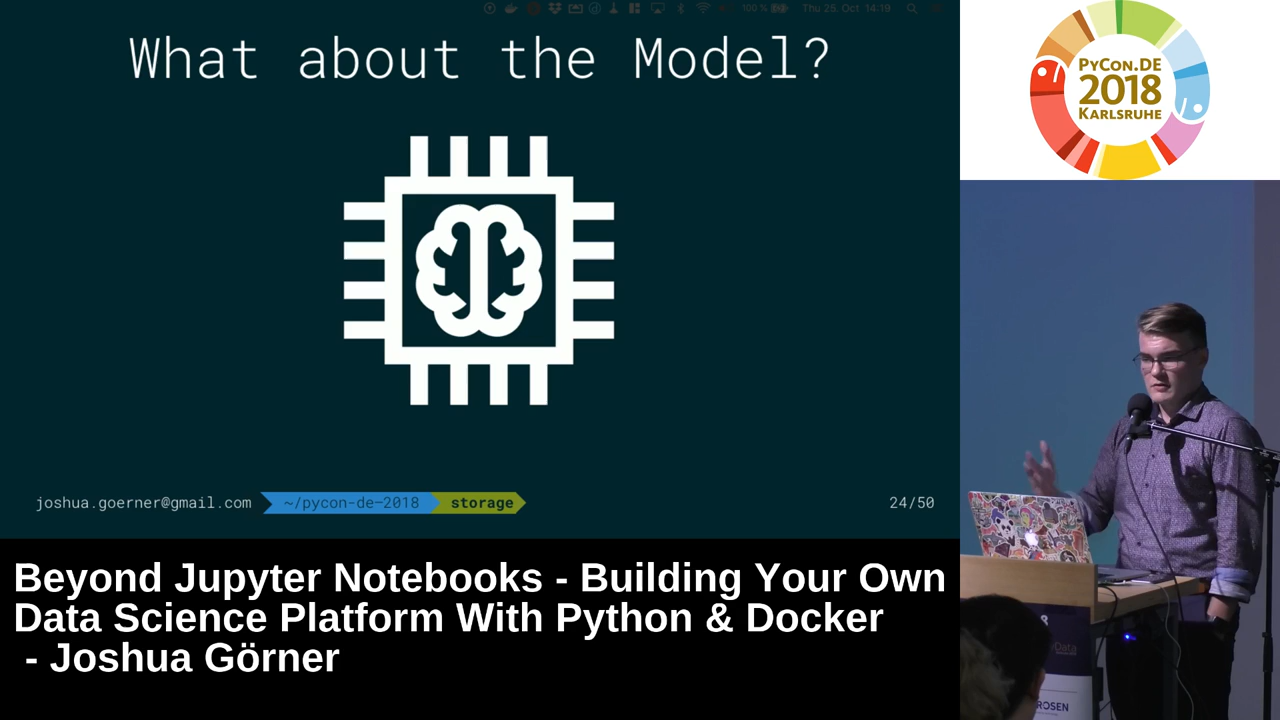 100 % Thu 25. Oct 14:19
What about the Model?
joshua.goerner@gmail.com ~/pycon-de-2018 storage 24/50
Beyond Jupyter Notebooks - Building Your Own
Data Science Platform With Python & Docker
- Joshua Görner
PYCON.DE
2018
KARLSRUHE
Data
ROSEN